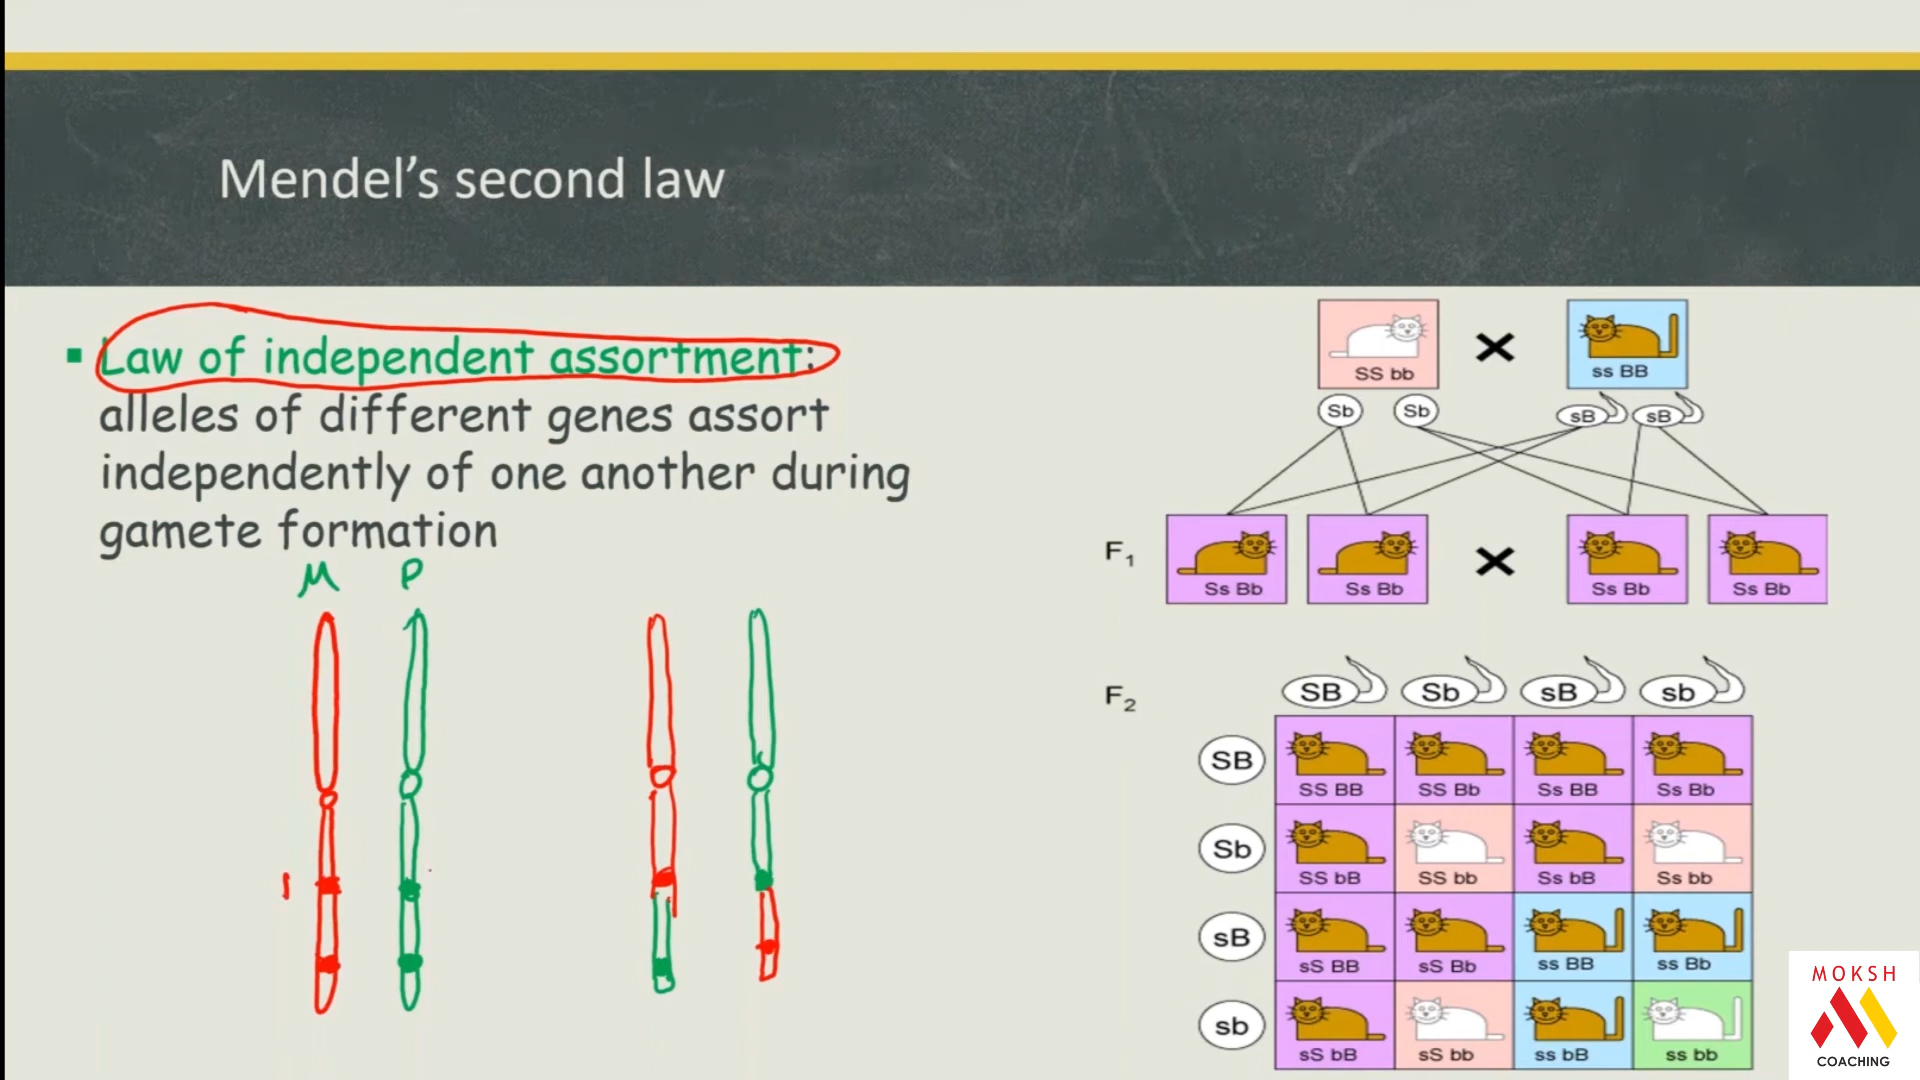 Mendel's second law
▪ Law of independent assortment:
alleles of different genes assort
independently of one another during
gamete formation
M P
1
SS bb
ss BB
Sb Sb sB sB
F1
Ss Bb Ss Bb Ss Bb Ss Bb
F2
SB Sb sB sb
SB
SS BB SS Bb Ss BB Ss Bb
Sb
SS bB SS bb Ss bB Ss bb
sB
sS BB sS Bb ss BB ss Bb
sb
sS bB sS bb ss bB ss bb
MOKSH
COACHING